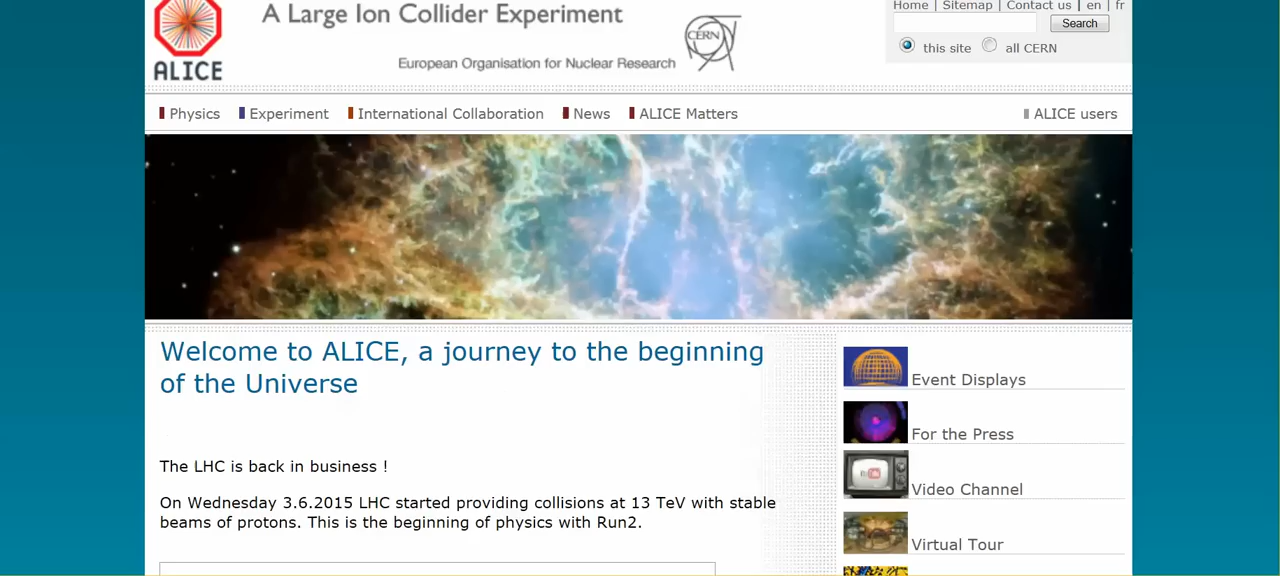 Home | Sitemap | Contact us | en | fr
A Large Ion Collider Experiment
Search
CERN
this site all CERN
European Organisation for Nuclear Research
ALICE
Physics Experiment International Collaboration News ALICE Matters ALICE users
Welcome to ALICE, a journey to the beginning
of the Universe
The LHC is back in business !
On Wednesday 3.6.2015 LHC started providing collisions at 13 TeV with stable
beams of protons. This is the beginning of physics with Run2.
Event Displays
For the Press
Video Channel
Virtual Tour